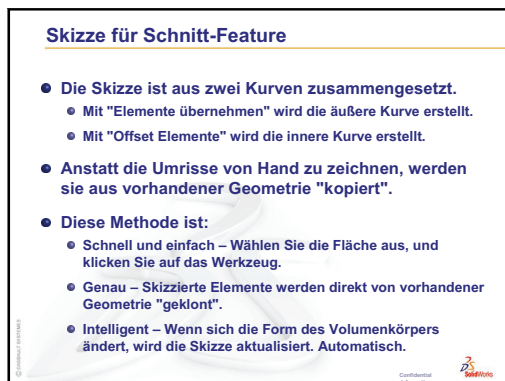 Skizze für Schnitt-Feature
Die Skizze ist aus zwei Kurven zusammengesetzt.
Mit "Elemente übernehmen" wird die äußere Kurve erstellt.
Mit "Offset Elemente" wird die innere Kurve erstellt.
Anstatt die Umrisse von Hand zu zeichnen, werden
sie aus vorhandener Geometrie "kopiert".
Diese Methode ist:
Schnell und einfach – Wählen Sie die Fläche aus, und
klicken Sie auf das Werkzeug.
Genau – Skizzierte Elemente werden direkt von vorhandener
Geometrie "geklont".
Intelligent – Wenn sich die Form des Volumenkörpers
ändert, wird die Skizze aktualisiert. Automatisch.
© DASSAULT SYSTEMES
Confidential
SolidWorks